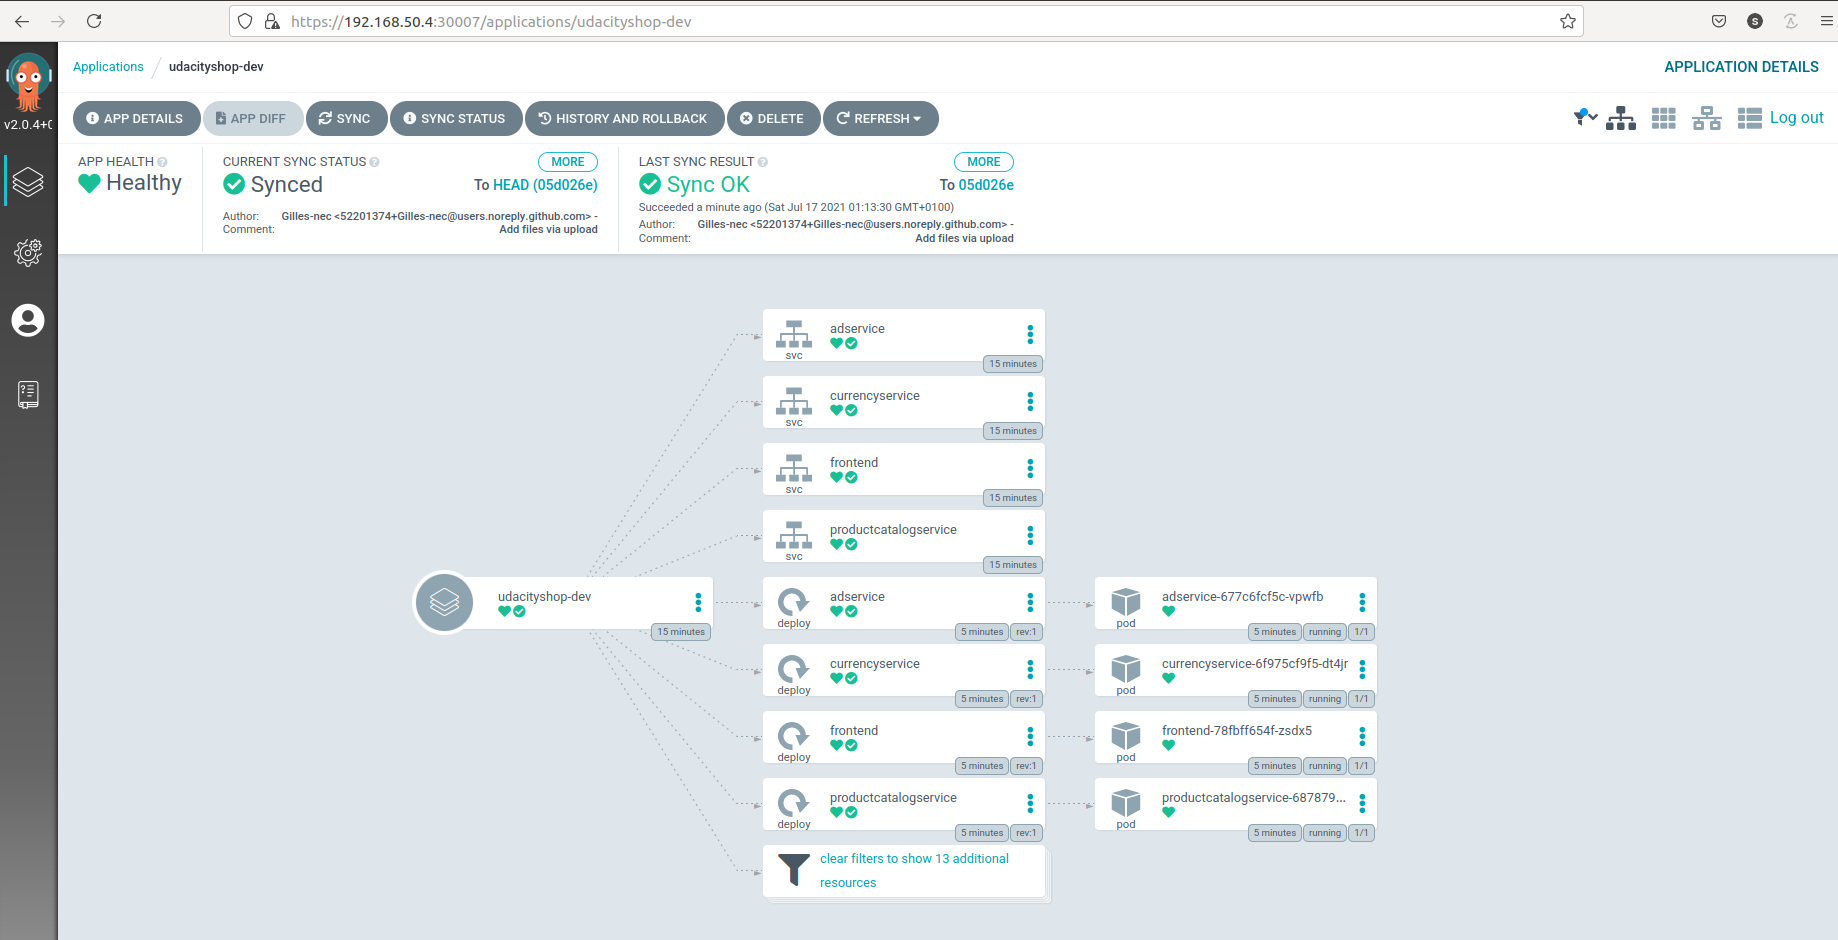 https://192.168.50.4:30007/applications/udacityshop-dev
S
v2.0.4+0
Applications / udacityshop-dev
APPLICATION DETAILS
APP DETAILS
APP DIFF
SYNC
SYNC STATUS
HISTORY AND ROLLBACK
DELETE
REFRESH
Log out
APP HEALTH
Healthy
CURRENT SYNC STATUS
MORE
Synced
To HEAD (05d026e)
Author: Gilles-nec <52201374+Gilles-nec@users.noreply.github.com> -
Comment: Add files via upload
LAST SYNC RESULT
MORE
Sync OK
To 05d026e
Succeeded a minute ago (Sat Jul 17 2021 01:13:30 GMT+0100)
Author: Gilles-nec <52201374+Gilles-nec@users.noreply.github.com> -
Comment: Add files via upload
adservice
svc
15 minutes
currencyservice
svc
15 minutes
frontend
svc
15 minutes
productcatalogservice
svc
15 minutes
udacityshop-dev
15 minutes
adservice
deploy
5 minutes
rev:1
adservice-677c6fcf5c-vpwfb
pod
5 minutes
running
1/1
currencyservice
deploy
5 minutes
rev:1
currencyservice-6f975cf9f5-dt4jr
pod
5 minutes
running
1/1
frontend
deploy
5 minutes
rev:1
frontend-78fbff654f-zsdx5
pod
5 minutes
running
1/1
productcatalogservice
deploy
5 minutes
rev:1
productcatalogservice-687879...
pod
5 minutes
running
1/1
clear filters to show 13 additional
resources